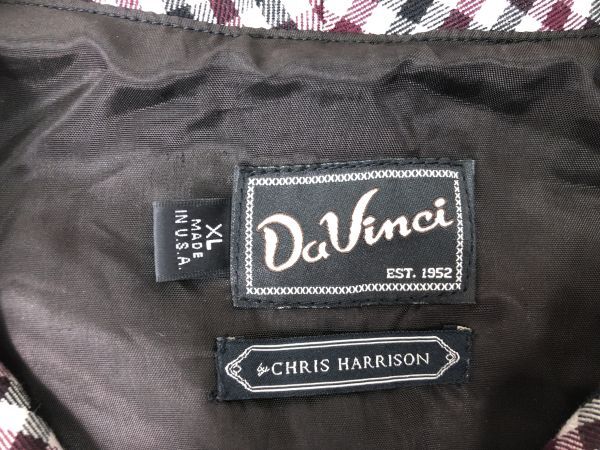 XL
MADE
IN U.S.A.
DaVinci
EST. 1952
by CHRIS HARRISON